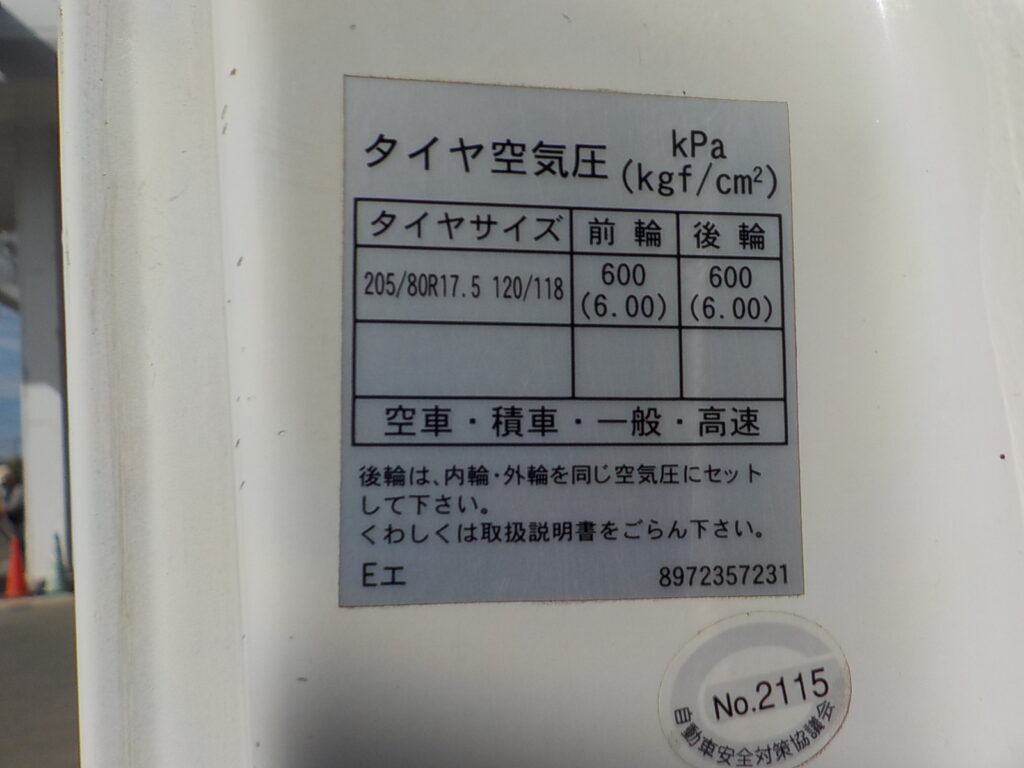 タイヤ空気圧 kPa
(kgf/cm²)
タイヤサイズ 前輪 後輪
205/80R17.5 120/118 600 600
(6.00) (6.00)
空車・積車・一般・高速
後輪は、内輪・外輪を同じ空気圧にセット
して下さい。
くわしくは取扱説明書をごらん下さい。
Eエ 8972357231
No.2115
自動車安全対策協議会